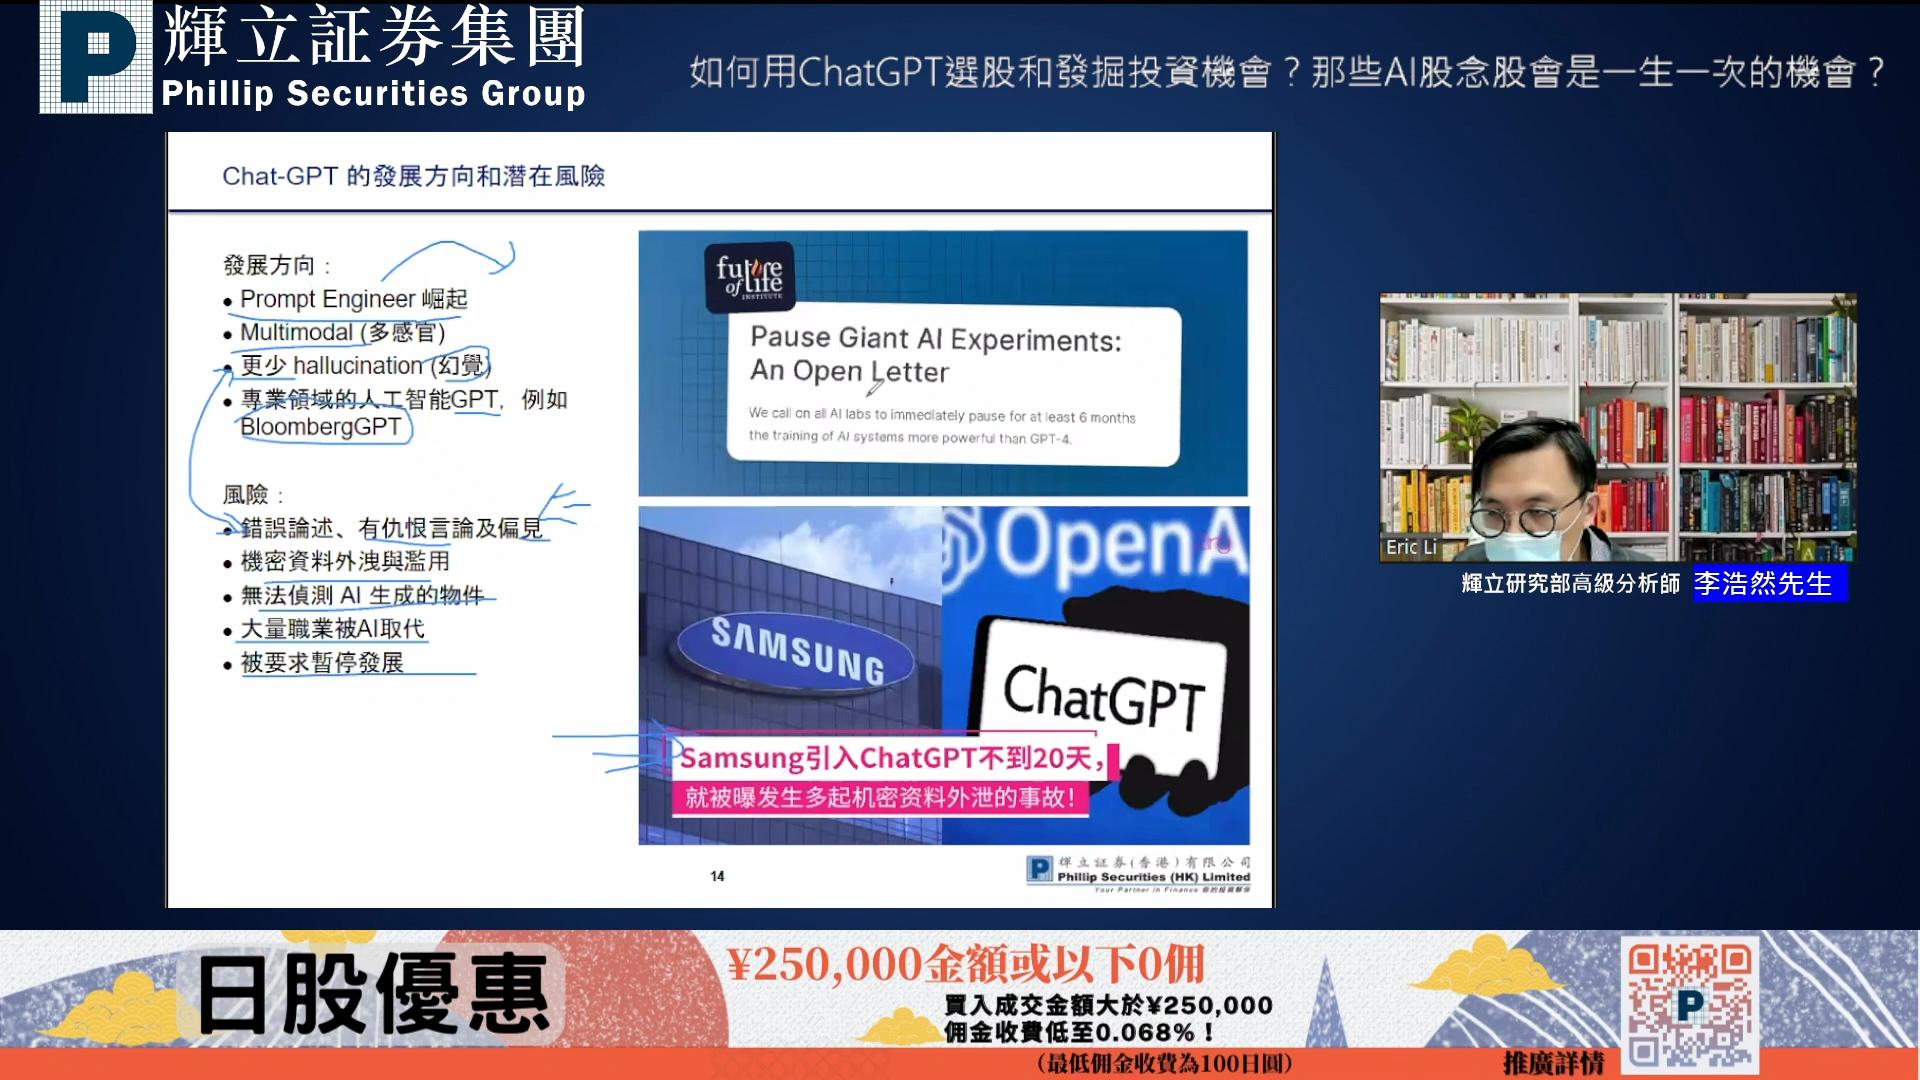 輝立証券集團
Phillip Securities Group
如何用ChatGPT選股和發掘投資機會？那些AI股念股會是一生一次的機會？
Chat-GPT 的發展方向和潛在風險
發展方向：
• Prompt Engineer 崛起
• Multimodal (多感官)
• 更少 hallucination (幻覺)
• 專業領域的人工智能GPT，例如
BloombergGPT
風險：
• 錯誤論述、有仇恨言論及偏見
• 機密資料外洩與濫用
• 無法偵測 AI 生成的物件
• 大量職業被AI取代
• 被要求暫停發展
future
of life
INSTITUTE
Pause Giant AI Experiments:
An Open Letter
We call on all AI labs to immediately pause for at least 6 months
the training of AI systems more powerful than GPT-4.
SAMSUNG
OpenA
ChatGPT
Samsung引入ChatGPT不到20天，
就被曝发生多起机密资料外泄的事故！
14
輝立証券(香港)有限公司
Phillip Securities (HK) Limited
Your Partner In Finance 你的投資夥伴
Eric Li
輝立研究部高級分析師 李浩然先生
日股優惠
¥250,000金額或以下0佣
買入成交金額大於¥250,000
佣金收費低至0.068%！
（最低佣金收費為100日圓）
推廣詳情